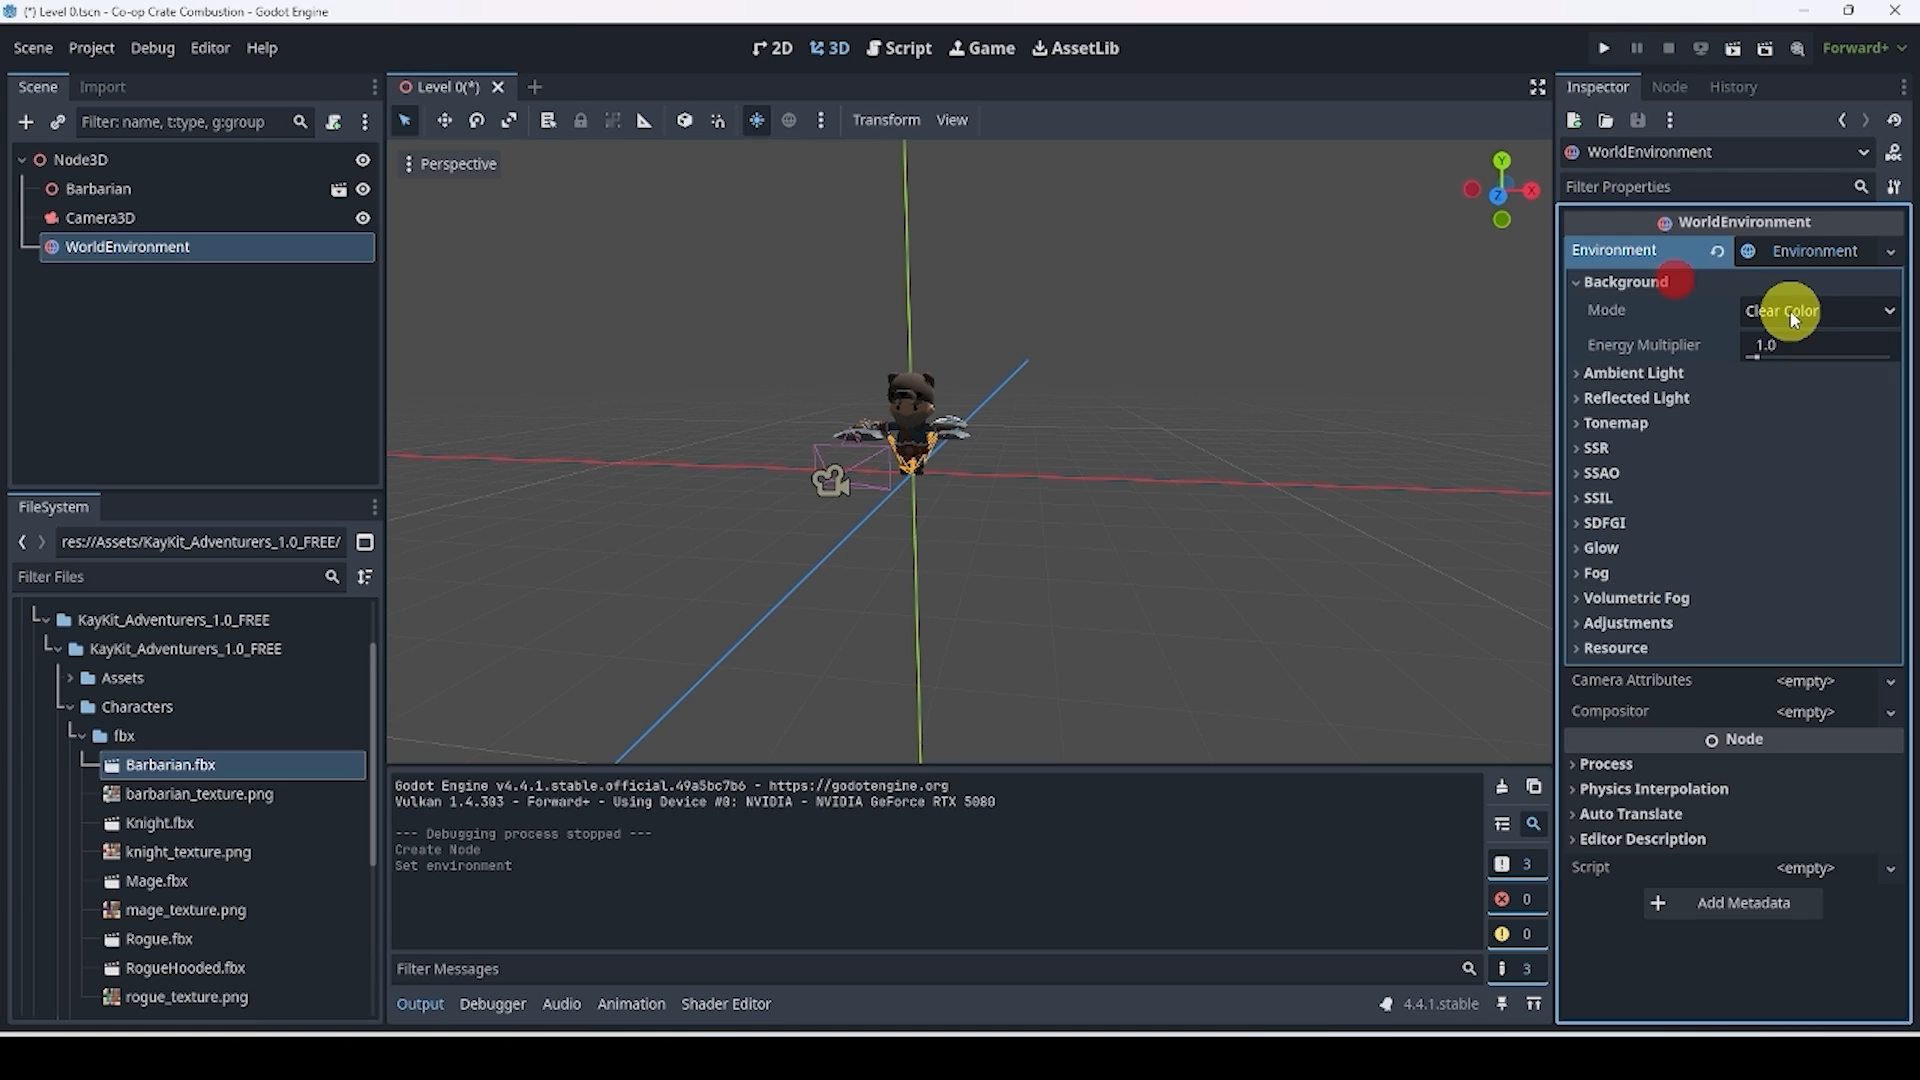 (*) Level 0.tscn - Co-op Crate Combustion - Godot Engine
Scene Project Debug Editor Help
2D 3D Script Game AssetLib
Forward+
Scene Import
Filter: name, t:type, g:group
Node3D
Barbarian
Camera3D
WorldEnvironment
FileSystem
res://Assets/KayKit_Adventurers_1.0_FREE/
Filter Files
KayKit_Adventurers_1.0_FREE
KayKit_Adventurers_1.0_FREE
Assets
Characters
fbx
Barbarian.fbx
barbarian_texture.png
Knight.fbx
knight_texture.png
Mage.fbx
mage_texture.png
Rogue.fbx
RogueHooded.fbx
rogue_texture.png
Level 0(*)
Transform View
Perspective
Y
X
Z
Godot Engine v4.4.1.stable.official.49a5bc7b6 - https://godotengine.org
Vulkan 1.4.303 - Forward+ - Using Device #0: NVIDIA - NVIDIA GeForce RTX 5080
--- Debugging process stopped ---
Create Node
Set environment
3
0
0
3
Filter Messages
Output Debugger Audio Animation Shader Editor
4.4.1.stable
Inspector Node History
WorldEnvironment
Filter Properties
WorldEnvironment
Environment Environment
Background
Mode Clear Color
Energy Multiplier 1.0
Ambient Light
Reflected Light
Tonemap
SSR
SSAO
SSIL
SDFGI
Glow
Fog
Volumetric Fog
Adjustments
Resource
Camera Attributes <empty>
Compositor <empty>
Node
Process
Physics Interpolation
Auto Translate
Editor Description
Script <empty>
Add Metadata